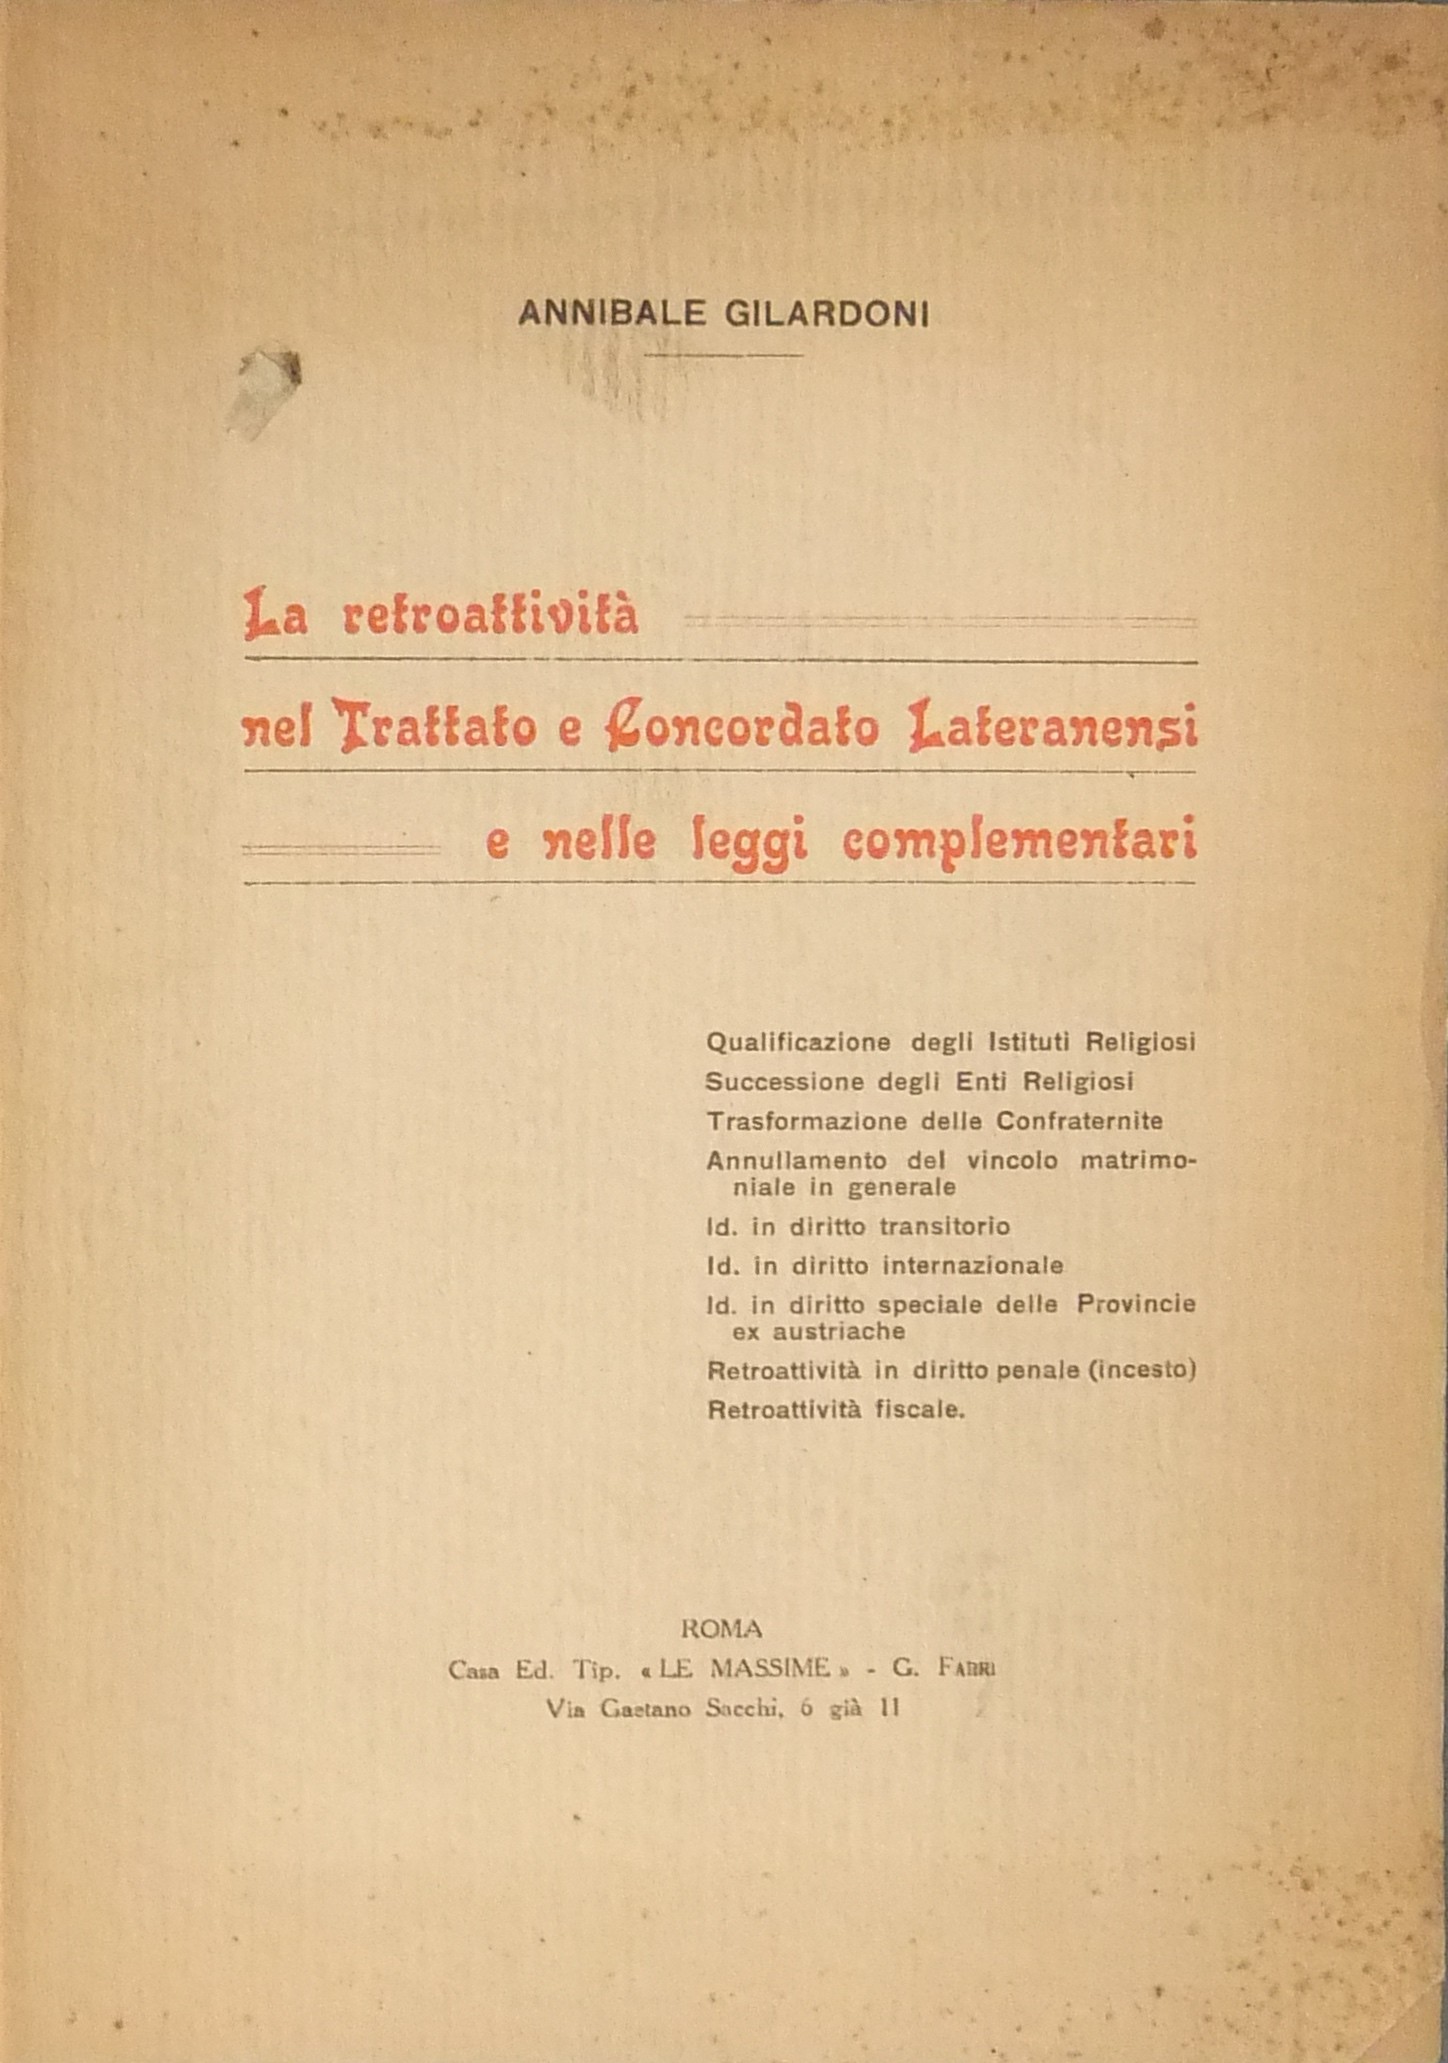 ANNIBALE GILARDONI
La retroattività
nel Trattato e Concordato Lateranensi
e nelle leggi complementari
Qualificazione degli Istituti Religiosi
Successione degli Enti Religiosi
Trasformazione delle Confraternite
Annullamento del vincolo matrimo-
niale in generale
Id. in diritto transitorio
Id. in diritto internazionale
Id. in diritto speciale delle Provincie
ex austriache
Retroattività in diritto penale (incesto)
Retroattività fiscale.
ROMA
Casa Ed. Tip. « LE MASSIME » - G. FABRI
Via Gaetano Sacchi, 6 già 11